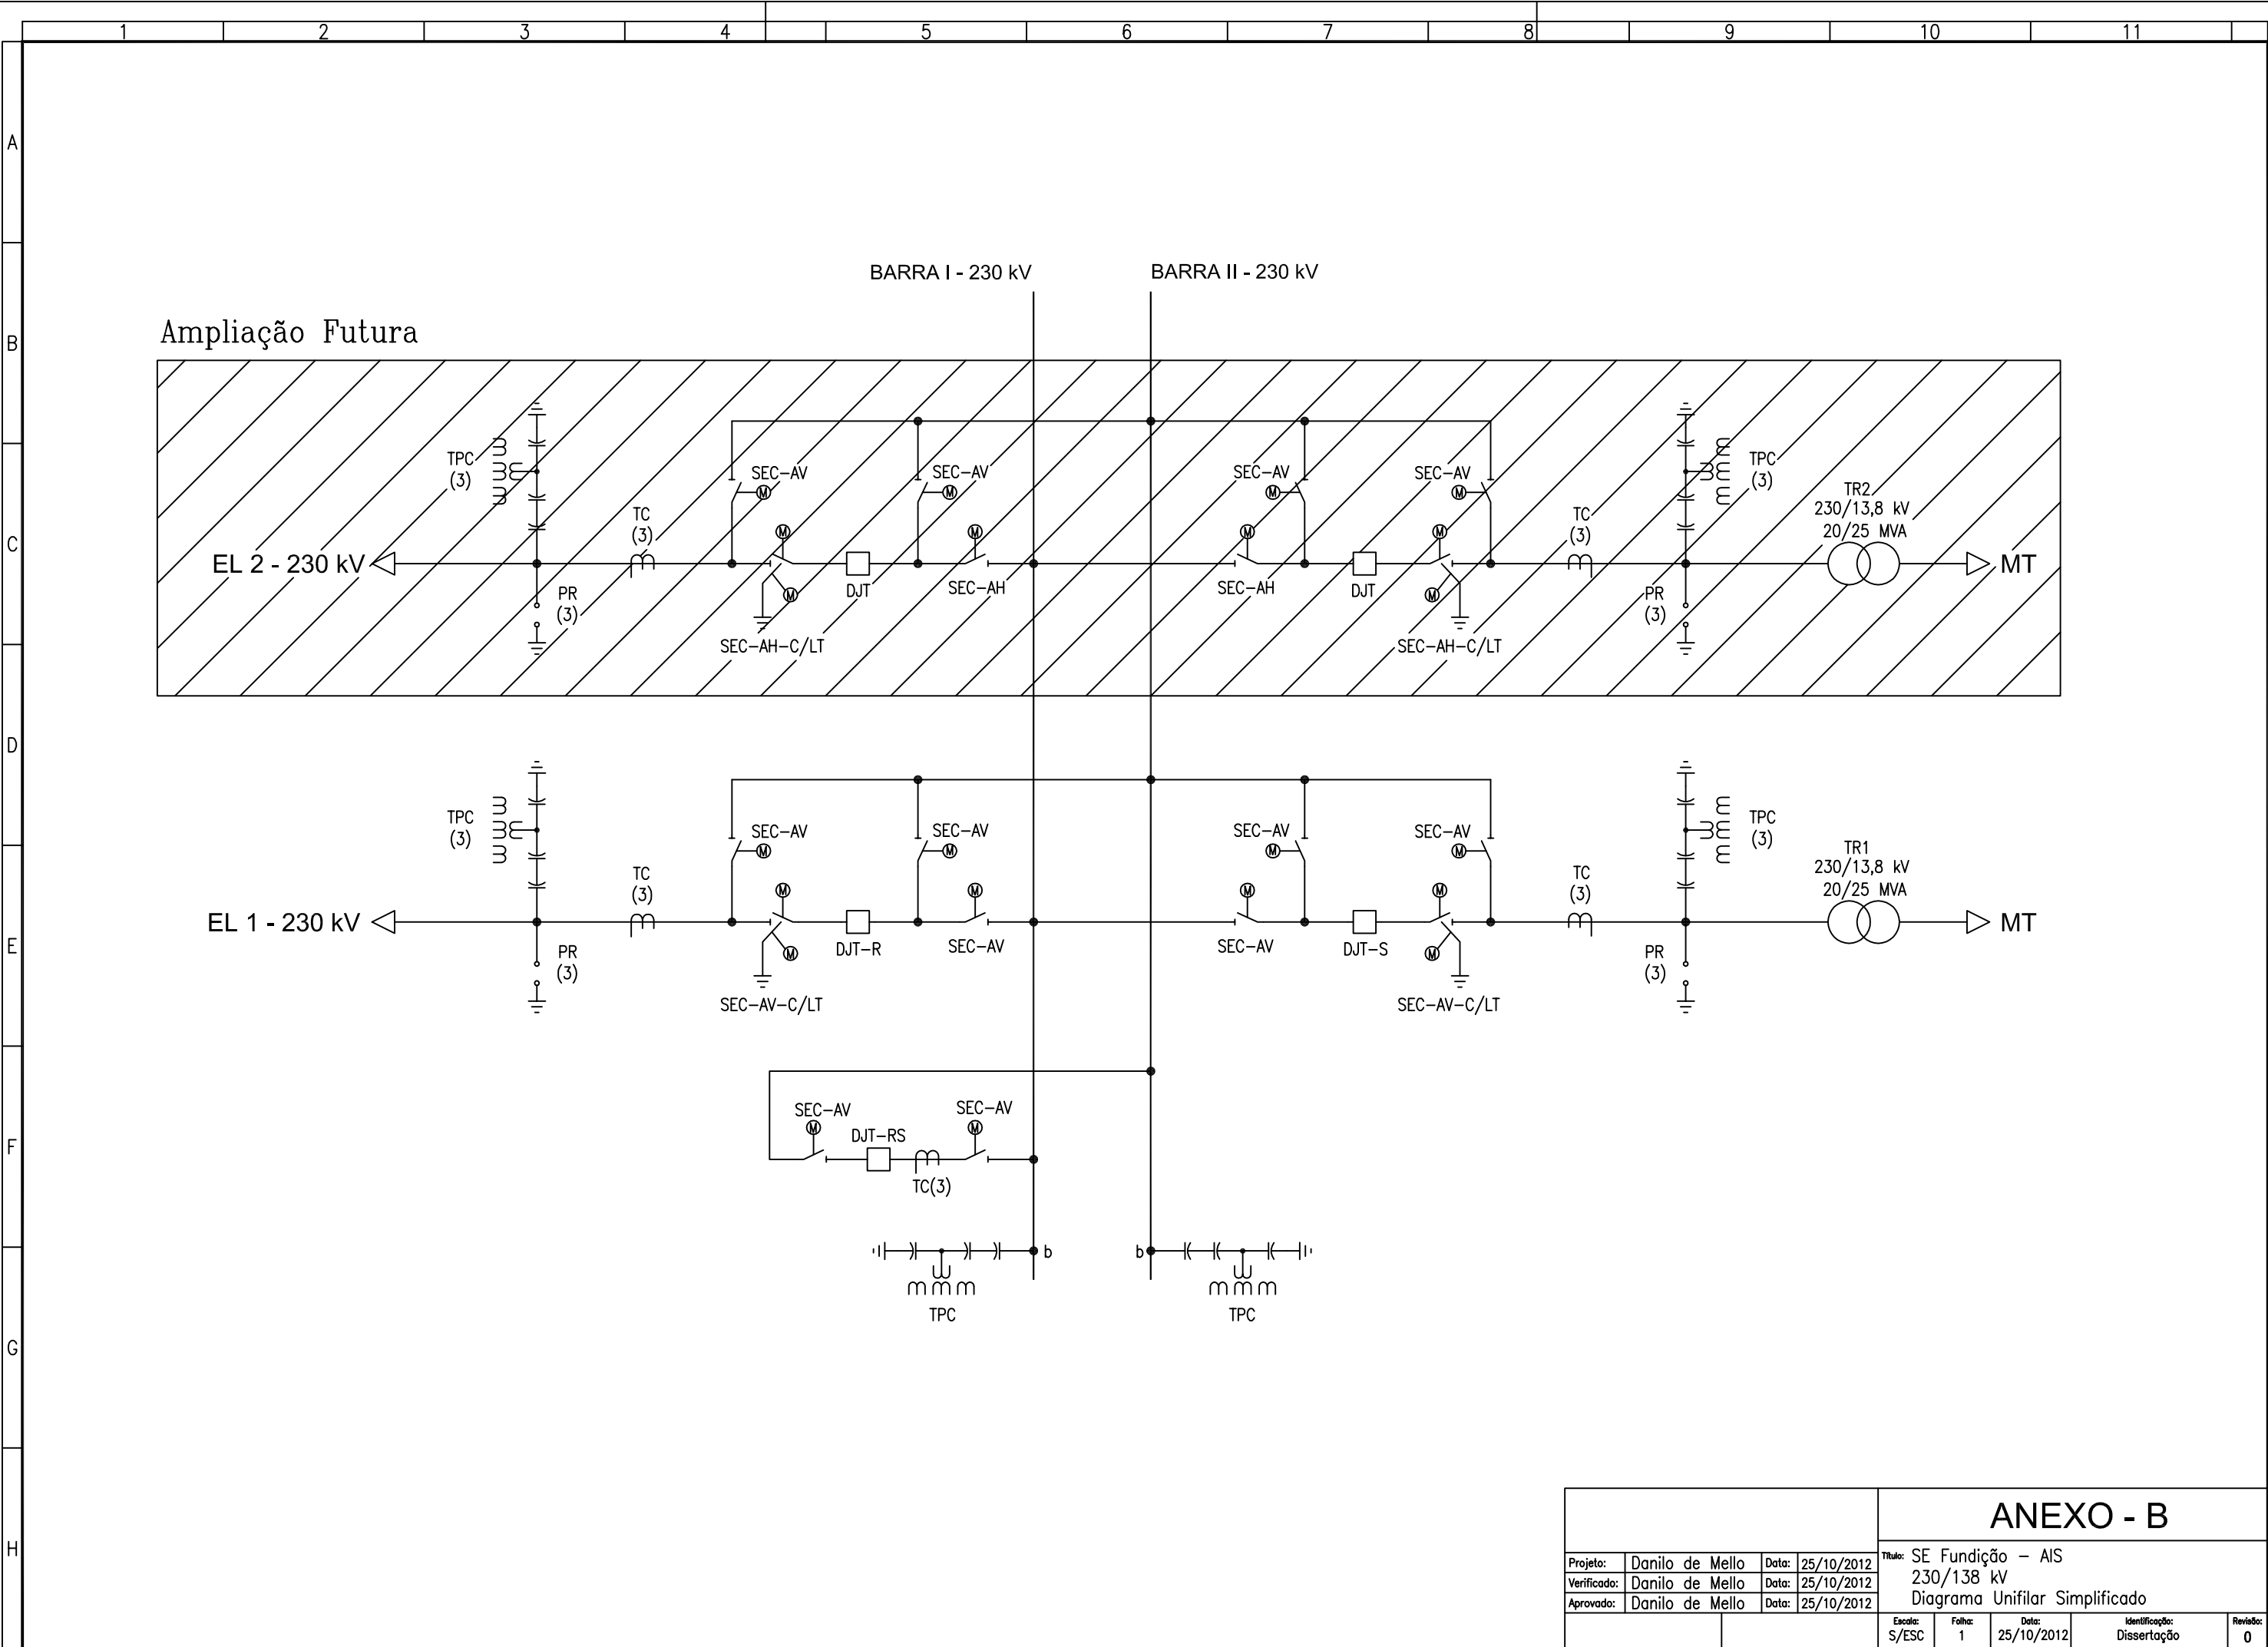 1 2 3 4 5 6 7 8 9 10 11
A
B
C
D
E
F
G
H
BARRA I - 230 kV
BARRA II - 230 kV
Ampliação Futura
TPC
(3)
SEC-AV
SEC-AV
SEC-AV
SEC-AV
TPC
(3)
M
M
M
M
TC
(3)
TC
(3)
TR2
230/13,8 kV
20/25 MVA
M
M
M
M
EL 2 - 230 kV
MT
PR
(3)
M
DJT
SEC-AH
SEC-AH
DJT
M
PR
(3)
SEC-AH-C/LT
SEC-AH-C/LT
TPC
(3)
SEC-AV
SEC-AV
SEC-AV
SEC-AV
TPC
(3)
M
M
M
M
TC
(3)
TC
(3)
TR1
230/13,8 kV
20/25 MVA
M
M
M
M
EL 1 - 230 kV
MT
PR
(3)
M
DJT-R
SEC-AV
SEC-AV
DJT-S
M
PR
(3)
SEC-AV-C/LT
SEC-AV-C/LT
SEC-AV
SEC-AV
M
M
DJT-RS
TC(3)
b
b
TPC
TPC
ANEXO - B
Projeto: Danilo de Mello Data: 25/10/2012
Verificado: Danilo de Mello Data: 25/10/2012
Aprovado: Danilo de Mello Data: 25/10/2012
Título: SE Fundição - AIS
230/138 kV
Diagrama Unifilar Simplificado
Escala: Folha: Data: Identificação: Revisão:
S/ESC 1 25/10/2012 Dissertação 0